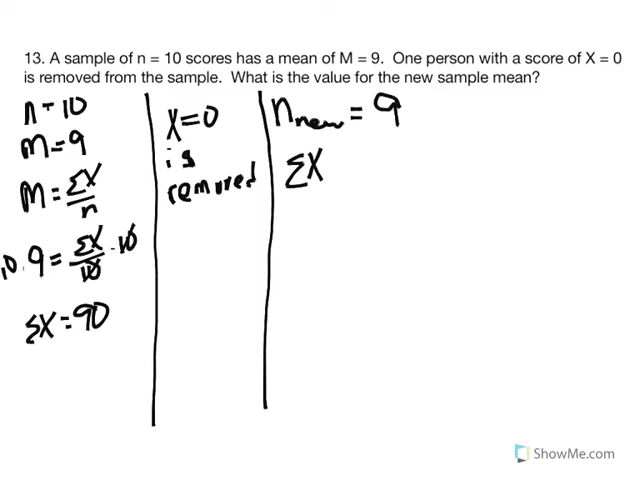 13. A sample of n = 10 scores has a mean of M = 9. One person with a score of X = 0
is removed from the sample. What is the value for the new sample mean?
n = 10
M = 9
M = ΣX/n
10 · 9 = ΣX/10 · 10
ΣX = 90
X = 0
is
removed
n new = 9
ΣX
ShowMe.com